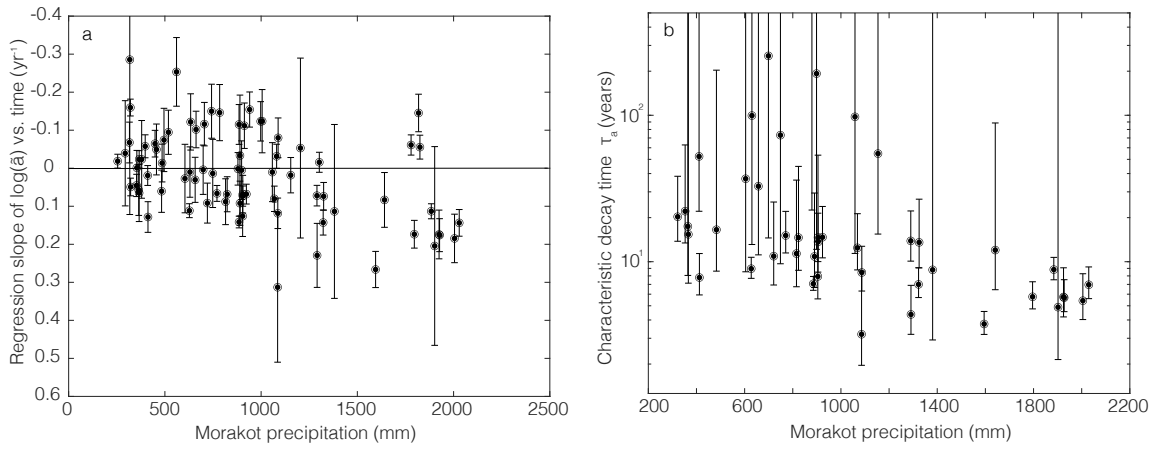 a
Regression slope of log(ã) vs. time (yr⁻¹)
-0.4
-0.3
-0.2
-0.1
0
0.1
0.2
0.3
0.4
0.5
0.6
0 500 1000 1500 2000 2500
Morakot precipitation (mm)
b
Characteristic decay time τₐ (years)
10²
10¹
200 600 1000 1400 1800 2200
Morakot precipitation (mm)